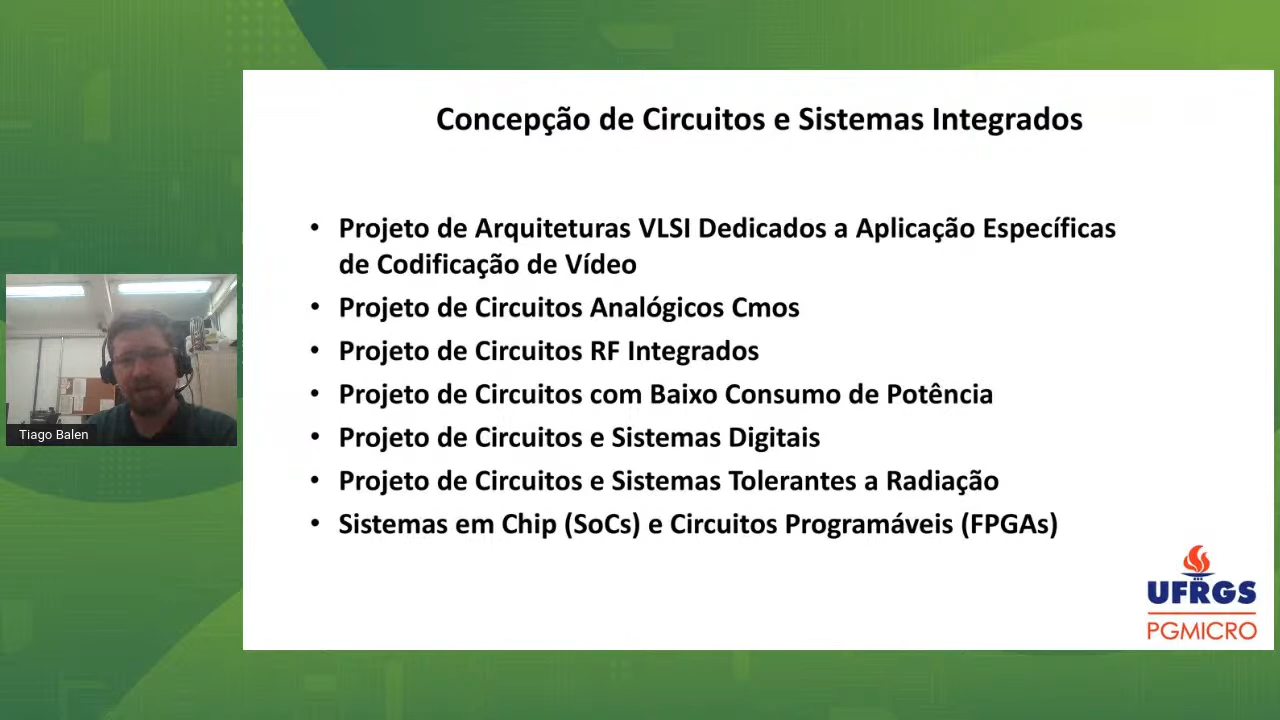 Concepção de Circuitos e Sistemas Integrados
• Projeto de Arquiteturas VLSI Dedicados a Aplicação Específicas
de Codificação de Vídeo
• Projeto de Circuitos Analógicos Cmos
• Projeto de Circuitos RF Integrados
• Projeto de Circuitos com Baixo Consumo de Potência
• Projeto de Circuitos e Sistemas Digitais
• Projeto de Circuitos e Sistemas Tolerantes a Radiação
• Sistemas em Chip (SoCs) e Circuitos Programáveis (FPGAs)
Tiago Balen
UFRGS
PGMICRO